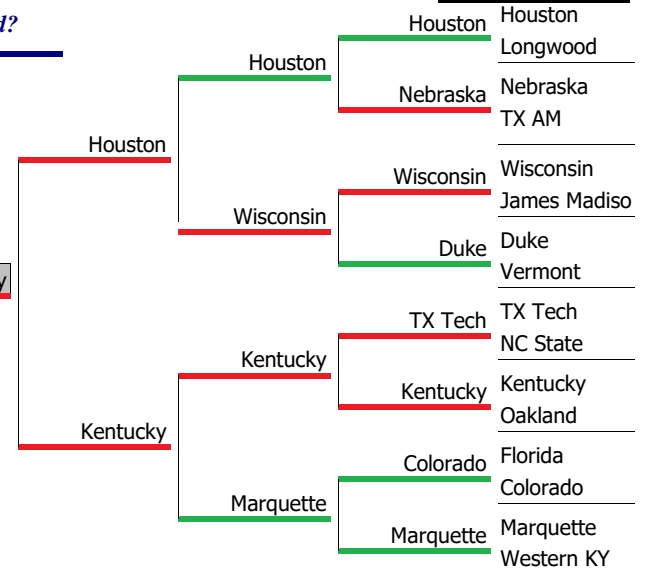 Houston
Houston
Longwood
Houston
Nebraska
Nebraska
TX AM
Houston
Wisconsin
Wisconsin
James Madiso
Wisconsin
Duke
Duke
Vermont
TX Tech
TX Tech
NC State
Kentucky
Kentucky
Kentucky
Oakland
Kentucky
Colorado
Florida
Colorado
Marquette
Marquette
Marquette
Western KY